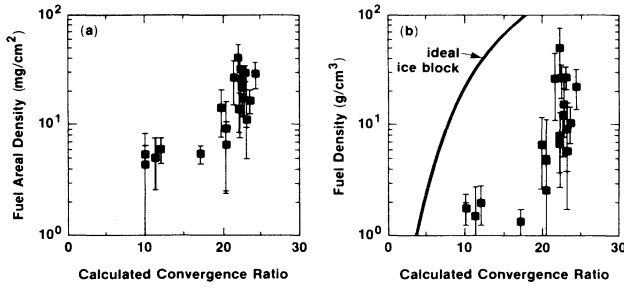 (a)
Fuel Areal Density (mg/cm²)
10²
10¹
10⁰
0 10 20 30
Calculated Convergence Ratio
(b)
ideal
ice block
Fuel Density (g/cm³)
10²
10¹
10⁰
0 10 20 30
Calculated Convergence Ratio